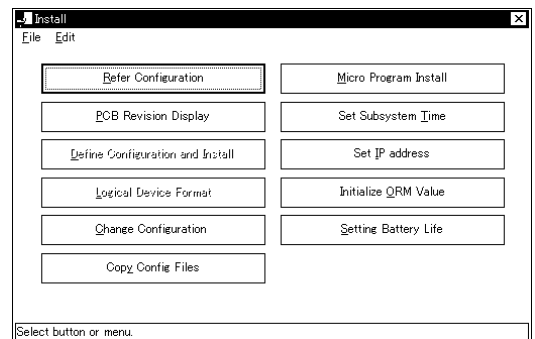 Install
File Edit
Refer Configuration
Micro Program Install
PCB Revision Display
Set Subsystem Time
Define Configuration and Install
Set IP address
Logical Device Format
Initialize ORM Value
Change Configuration
Setting Battery Life
Copy Config Files
Select button or menu.